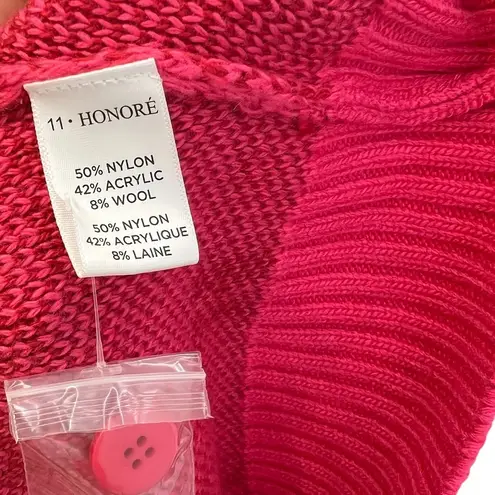 11 • HONORÉ
50% NYLON
42% ACRYLIC
8% WOOL
50% NYLON
42% ACRYLIQUE
8% LAINE